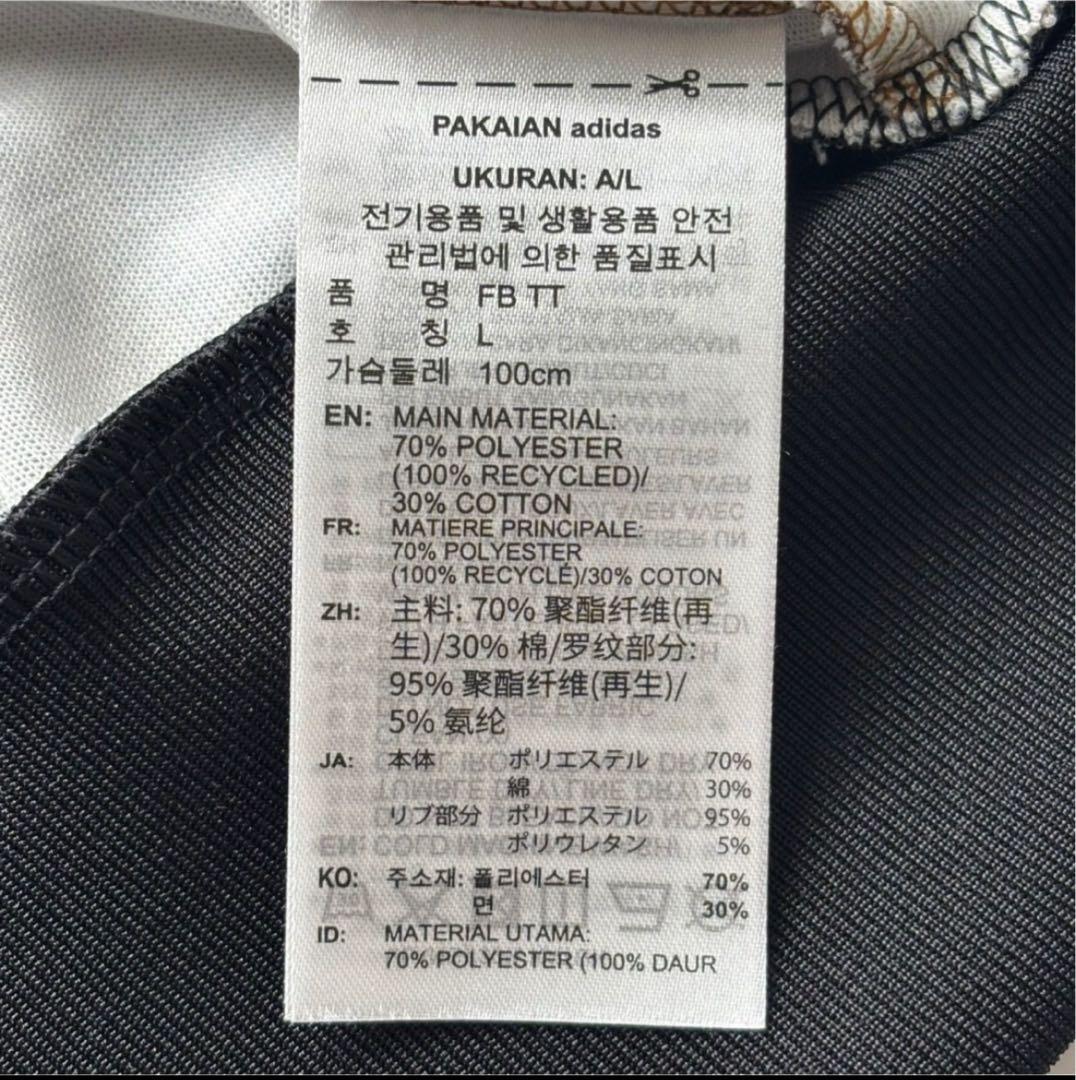 PAKAIAN adidas
UKURAN: A/L
전기용품 및 생활용품 안전
관리법에 의한 품질표시
품 명 FB TT
호 칭 L
가슴둘레 100cm
EN: MAIN MATERIAL:
70% POLYESTER
(100% RECYCLED)/
30% COTTON
FR: MATIERE PRINCIPALE:
70% POLYESTER
(100% RECYCLÉ)/30% COTON
ZH: 主料: 70% 聚酯纤维(再
生)/30% 棉/罗纹部分:
95% 聚酯纤维(再生)/
5% 氨纶
JA: 本体 ポリエステル 70%
綿 30%
リブ部分 ポリエステル 95%
ポリウレタン 5%
KO: 주소재: 폴리에스터 70%
면 30%
ID: MATERIAL UTAMA:
70% POLYESTER (100% DAUR